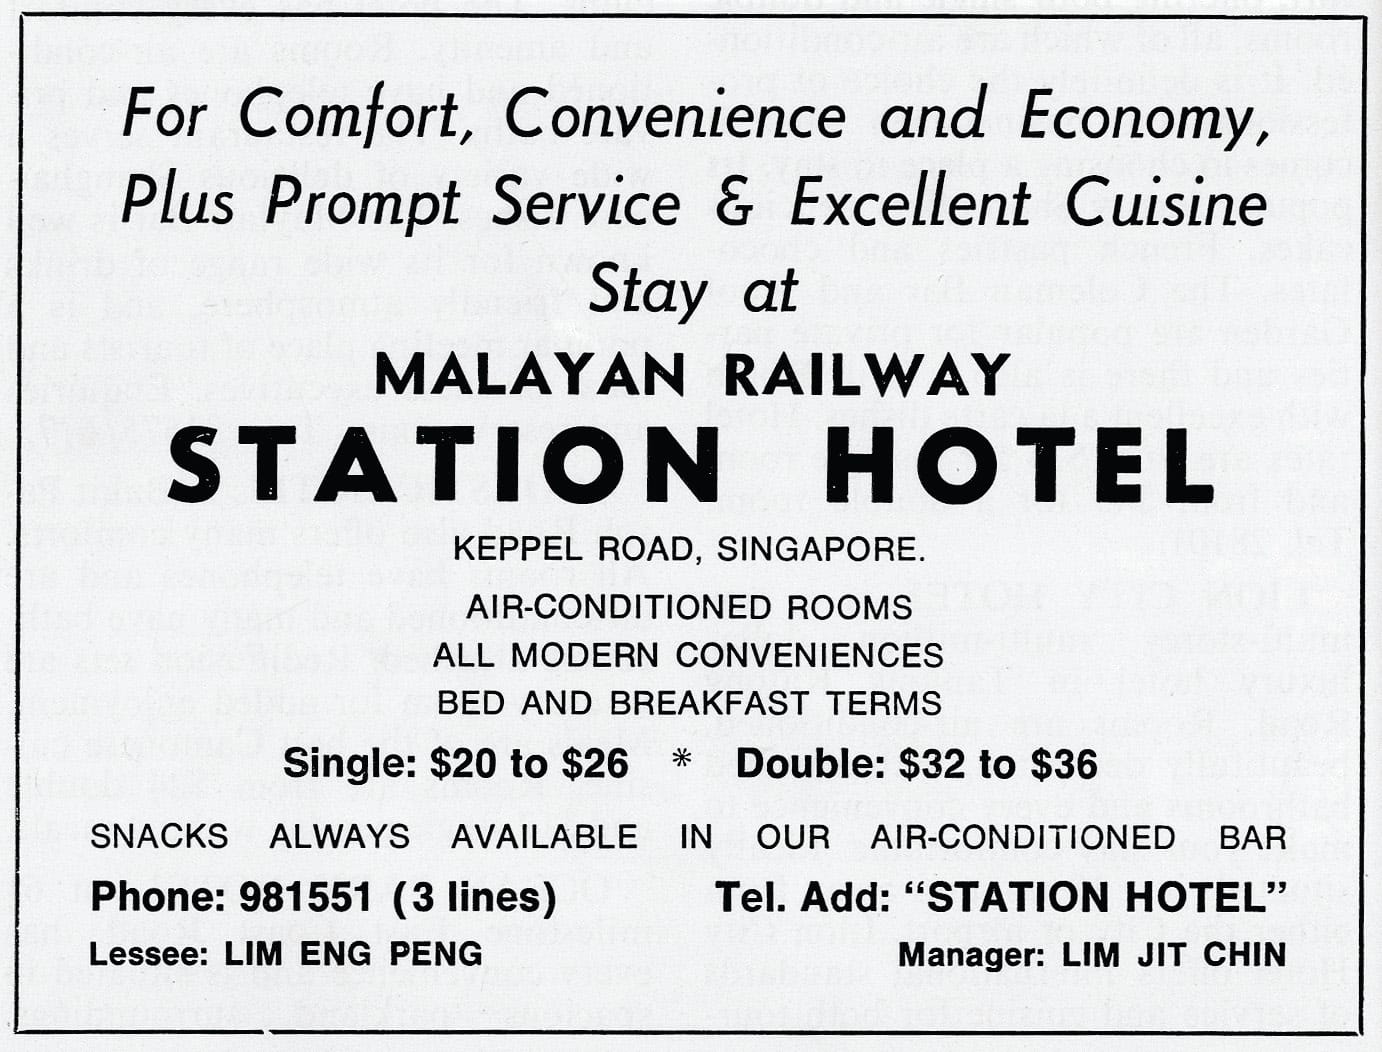 For Comfort, Convenience and Economy,
Plus Prompt Service & Excellent Cuisine
Stay at
MALAYAN RAILWAY
STATION HOTEL
KEPPEL ROAD, SINGAPORE.
AIR-CONDITIONED ROOMS
ALL MODERN CONVENIENCES
BED AND BREAKFAST TERMS
Single: $20 to $26 * Double: $32 to $36
SNACKS ALWAYS AVAILABLE IN OUR AIR-CONDITIONED BAR
Phone: 981551 (3 lines) Tel. Add: “STATION HOTEL”
Lessee: LIM ENG PENG Manager: LIM JIT CHIN